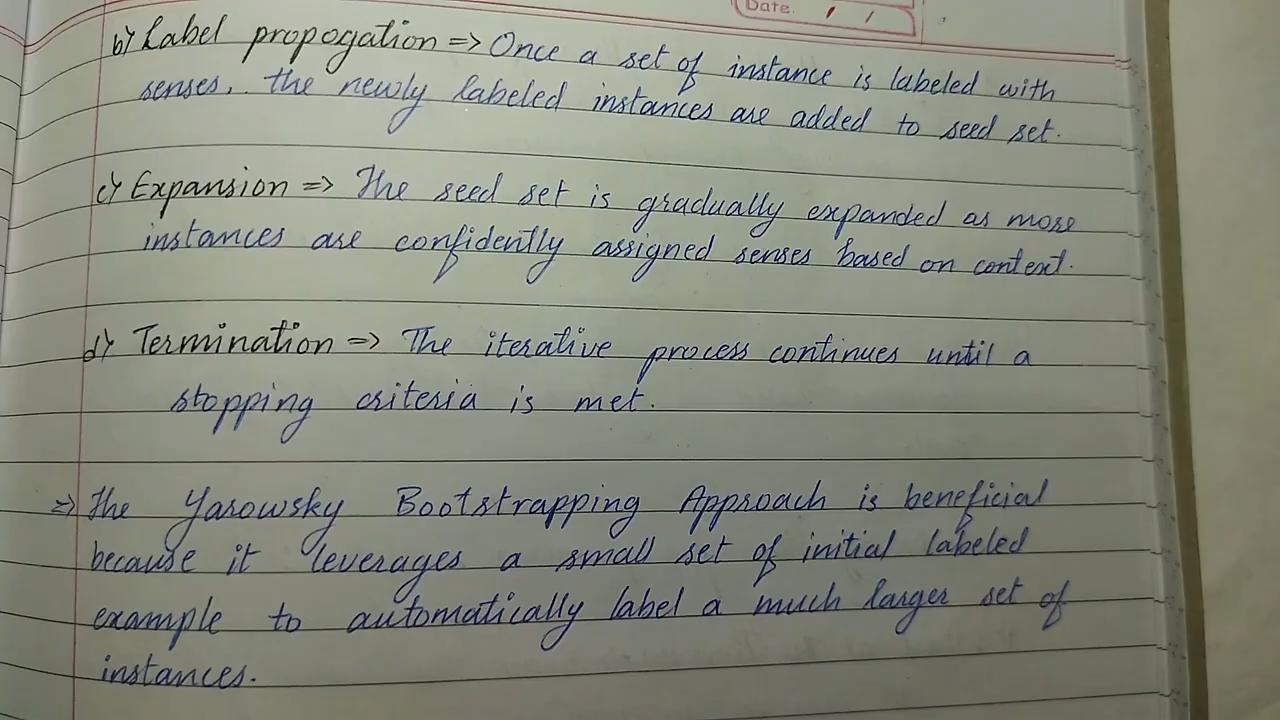 Date.
b) Label propogation => Once a set of instance is labeled with
senses, the newly labeled instances are added to seed set.
c) Expansion => The seed set is gradually expanded as more
instances are confidently assigned senses based on context.
d) Termination => The iterative process continues until a
stopping criteria is met.
=> The Yarowsky Bootstrapping Approach is beneficial
because it leverages a small set of initial labeled
example to automatically label a much larger set of
instances.